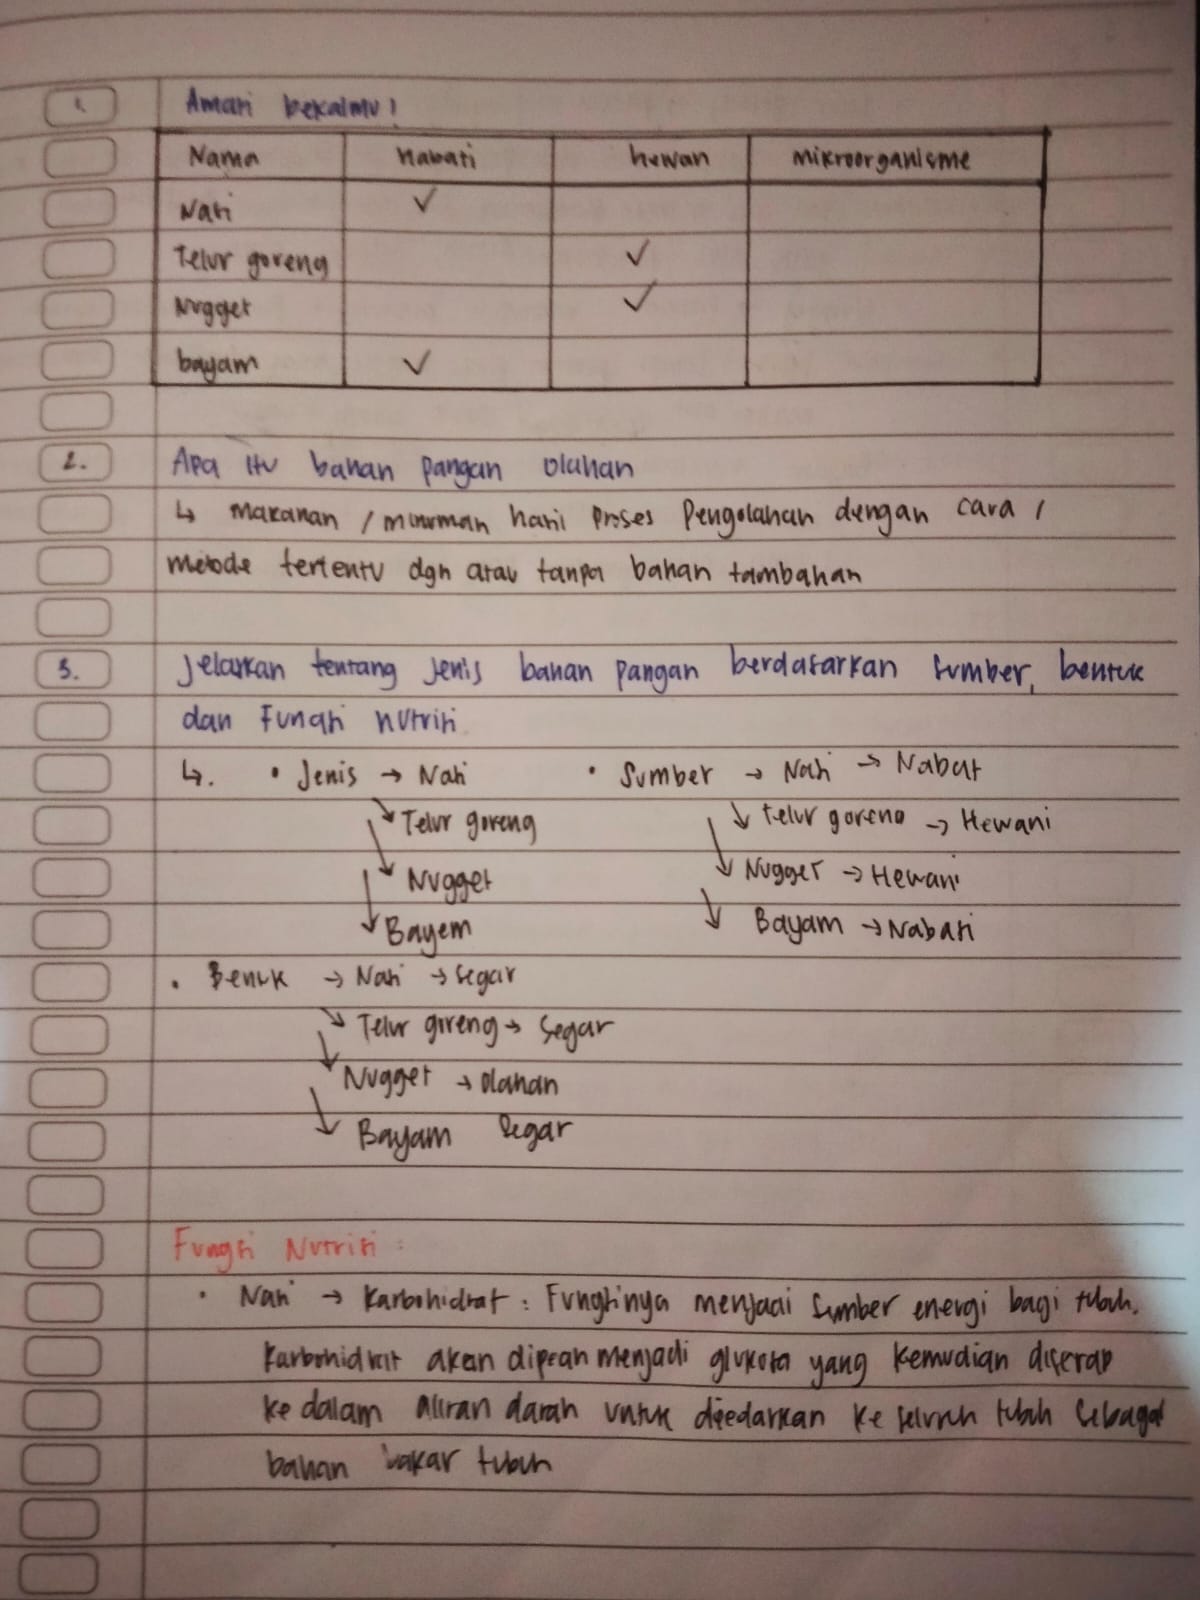 1. Amati bekalmu!
Nama nabati hewan mikroorganisme
Nasi ✓
Telur goreng ✓
Nugget ✓
bayam ✓
2. Apa itu bahan pangan olahan
↳ makanan / minuman hasil proses Pengolahan dengan cara /
metode tertentu dgn atau tanpa bahan tambahan
3. Jelaskan tentang Jenis bahan pangan berdasarkan sumber, bentuk
dan Fungsi nutrisi
↳. • Jenis → Nasi • Sumber → Nasi → Nabati
↘ Telur goreng ↓ telur goreng → Hewani
↘ Nugget ↓ Nugget → Hewani
↓ Bayem ↓ Bayam → Nabati
• Bentuk → Nasi → segar
↘ Telur goreng → segar
↓ Nugget → olahan
↓ Bayam segar
Fungsi Nutrisi :
• Nasi → Karbohidrat : Fungsinya menjadi sumber energi bagi tubuh.
Karbohidrat akan dipecah menjadi glukosa yang kemudian diserap
ke dalam aliran darah untuk diedarkan ke seluruh tubuh sebagai
bahan bakar tubuh